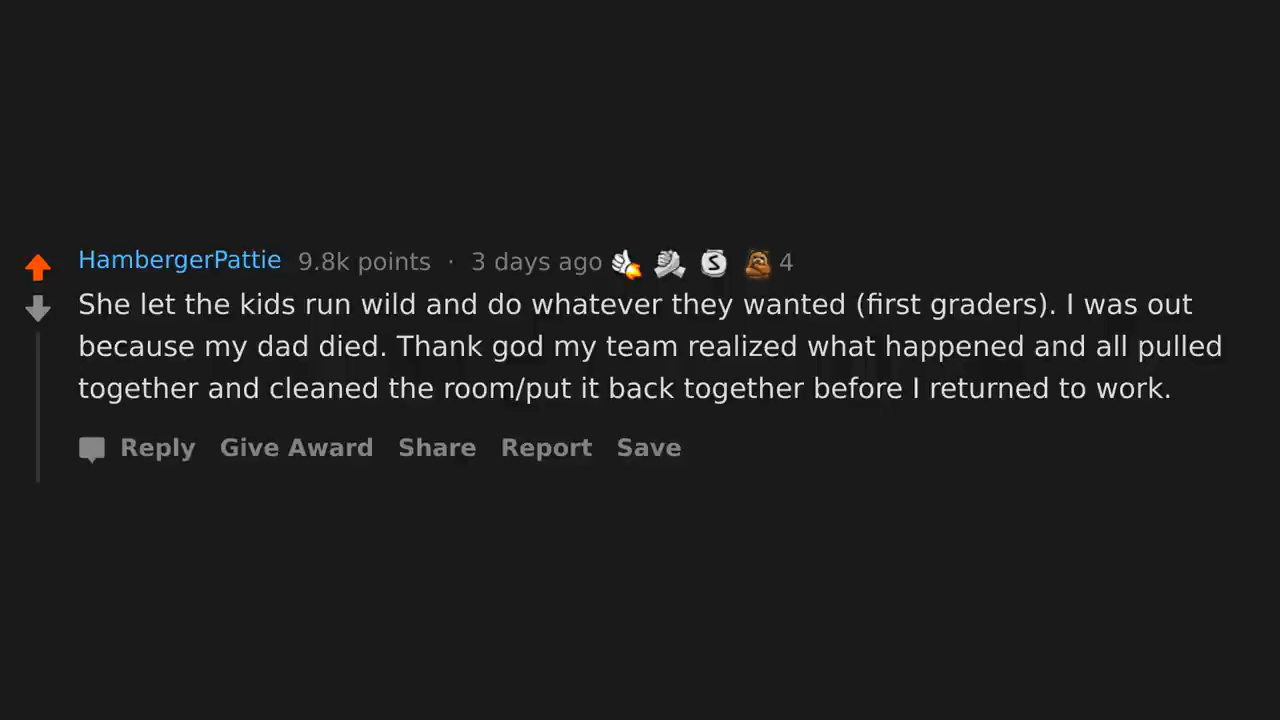 HambergerPattie 9.8k points · 3 days ago S 4
She let the kids run wild and do whatever they wanted (first graders). I was out
because my dad died. Thank god my team realized what happened and all pulled
together and cleaned the room/put it back together before I returned to work.
Reply Give Award Share Report Save